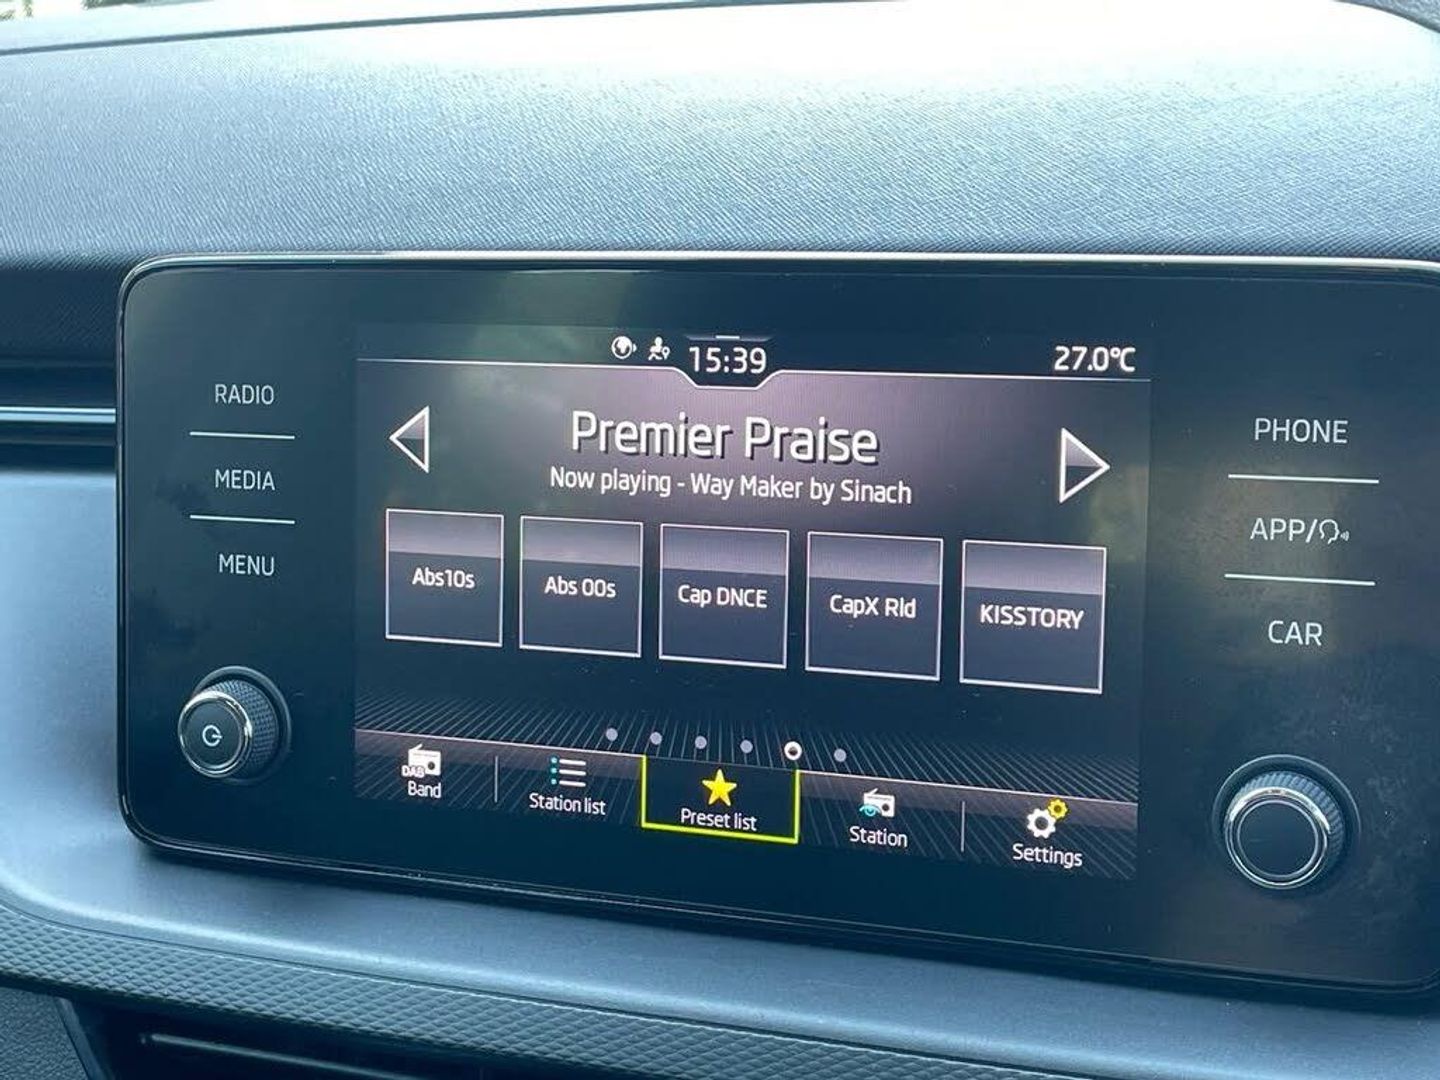 15:39
27.0°C
RADIO
MEDIA
MENU
Premier Praise
Now playing - Way Maker by Sinach
Abs10s
Abs 00s
Cap DNCE
CapX Rld
KISSTORY
DAB
Band
Station list
Preset list
Station
Settings
PHONE
APP/
CAR